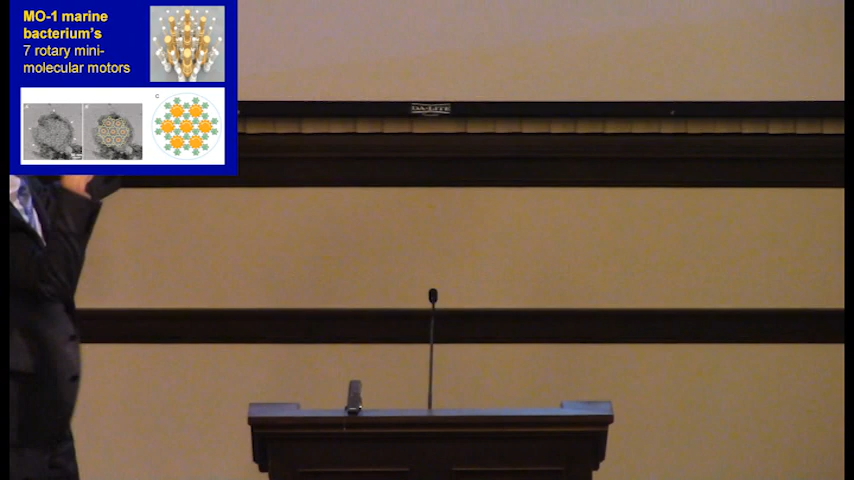 MO-1 marine
bacterium's
7 rotary mini-
molecular motors
C
DA-LITE